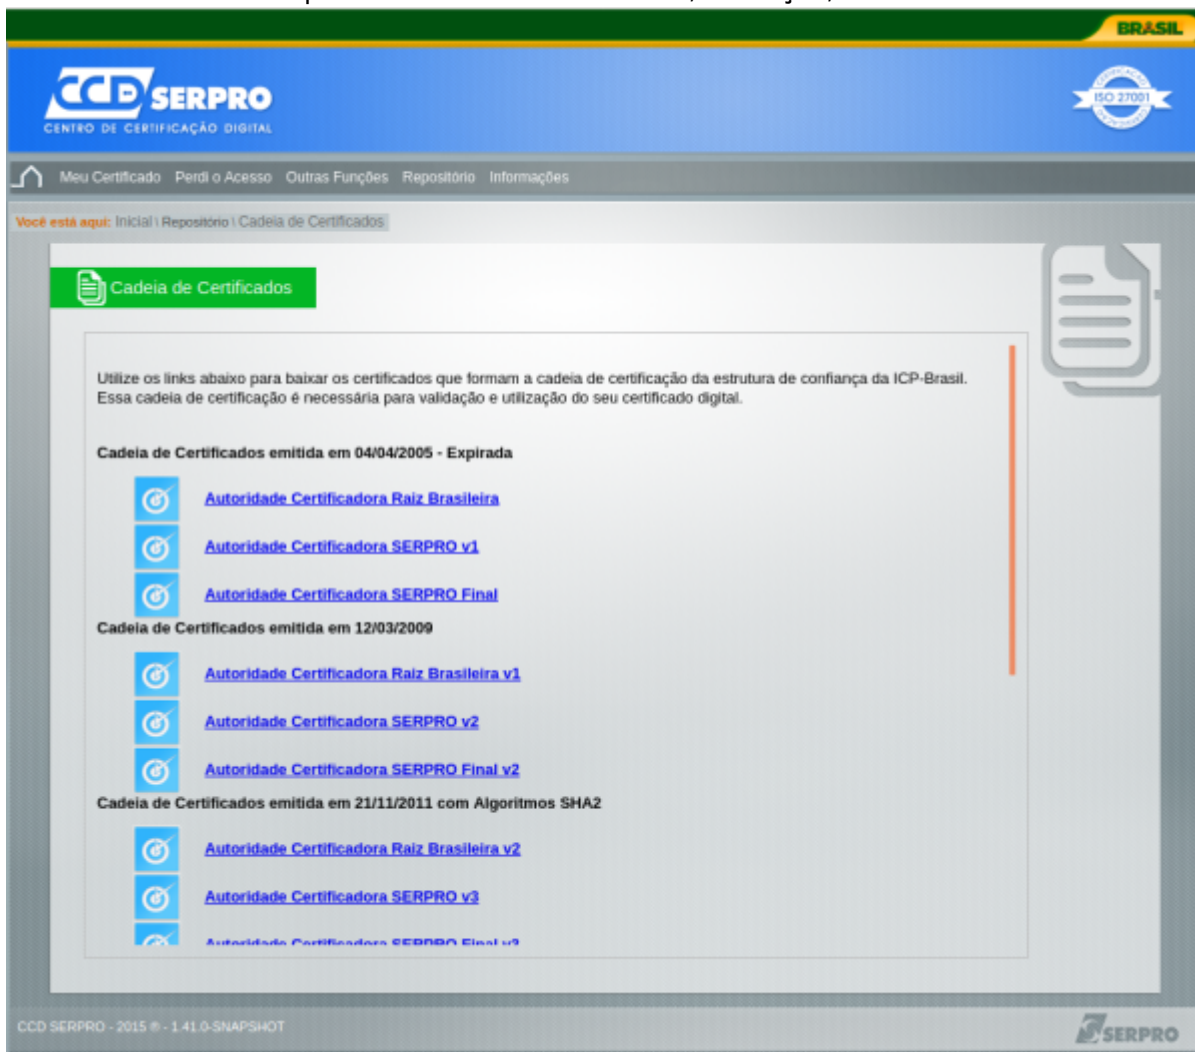 BRASIL
CCD SERPRO
CENTRO DE CERTIFICAÇÃO DIGITAL
ISO 27001
Meu Certificado Perdi o Acesso Outras Funções Repositório Informações
Você está aqui: Inicial \ Repositório \ Cadeia de Certificados
Cadeia de Certificados
Utilize os links abaixo para baixar os certificados que formam a cadeia de certificação da estrutura de confiança da ICP-Brasil.
Essa cadeia de certificação é necessária para validação e utilização do seu certificado digital.
Cadeia de Certificados emitida em 04/04/2005 - Expirada
Autoridade Certificadora Raiz Brasileira
Autoridade Certificadora SERPRO v1
Autoridade Certificadora SERPRO Final
Cadeia de Certificados emitida em 12/03/2009
Autoridade Certificadora Raiz Brasileira v1
Autoridade Certificadora SERPRO v2
Autoridade Certificadora SERPRO Final v2
Cadeia de Certificados emitida em 21/11/2011 com Algoritmos SHA2
Autoridade Certificadora Raiz Brasileira v2
Autoridade Certificadora SERPRO v3
Autoridade Certificadora SERPRO Final
CCD SERPRO - 2015 ® - 1.41.0-SNAPSHOT
SERPRO